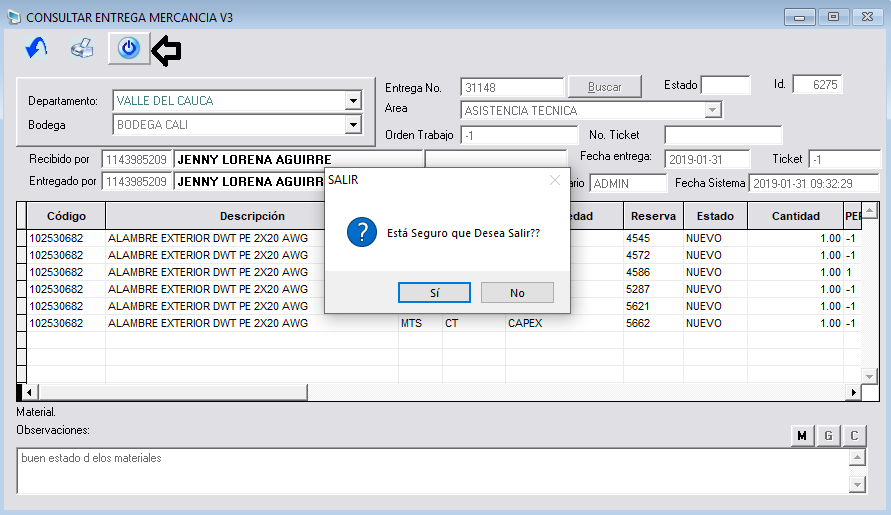 CONSULTAR ENTREGA MERCANCIA V3
Departamento: VALLE DEL CAUCA
Bodega BODEGA CALI
Entrega No. 31148 Buscar Estado Id. 6275
Area ASISTENCIA TECNICA
Orden Trabajo -1 No. Ticket
Recibido por 1143985209 JENNY LORENA AGUIRRE Fecha entrega: 2019-01-31 Ticket -1
Entregado por 1143985209 JENNY LORENA AGUIRR ario ADMIN Fecha Sistema 2019-01-31 09:32:29
SALIR
Está Seguro que Desea Salir??
Sí No
Código Descripción edad Reserva Estado Cantidad PER
102530682 ALAMBRE EXTERIOR DWT PE 2X20 AWG 4545 NUEVO 1.00 -1
102530682 ALAMBRE EXTERIOR DWT PE 2X20 AWG 4572 NUEVO 1.00 -1
102530682 ALAMBRE EXTERIOR DWT PE 2X20 AWG 4586 NUEVO 1.00 1
102530682 ALAMBRE EXTERIOR DWT PE 2X20 AWG 5287 NUEVO 1.00 -1
102530682 ALAMBRE EXTERIOR DWT PE 2X20 AWG 5621 NUEVO 1.00 -1
102530682 ALAMBRE EXTERIOR DWT PE 2X20 AWG MTS CT CAPEX 5662 NUEVO 1.00 -1
Material.
Observaciones:
M G C
buen estado d elos materiales